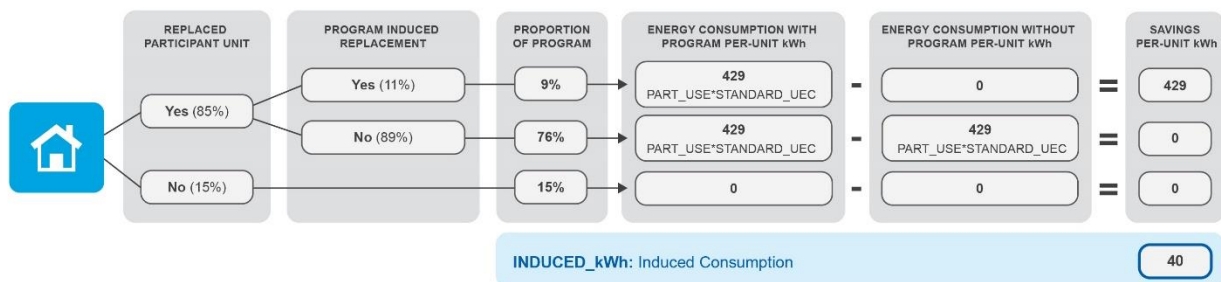 REPLACED
PARTICIPANT UNIT
PROGRAM INDUCED
REPLACEMENT
PROPORTION
OF PROGRAM
ENERGY CONSUMPTION WITH
PROGRAM PER-UNIT kWh
ENERGY CONSUMPTION WITHOUT
PROGRAM PER-UNIT kWh
SAVINGS
PER-UNIT kWh
Yes (85%)
Yes (11%)
9%
429
PART_USE*STANDARD_UEC
-
0
=
429
No (89%)
76%
429
PART_USE*STANDARD_UEC
-
429
PART_USE*STANDARD_UEC
=
0
No (15%)
15%
0
-
0
=
0
INDUCED_kWh: Induced Consumption
40